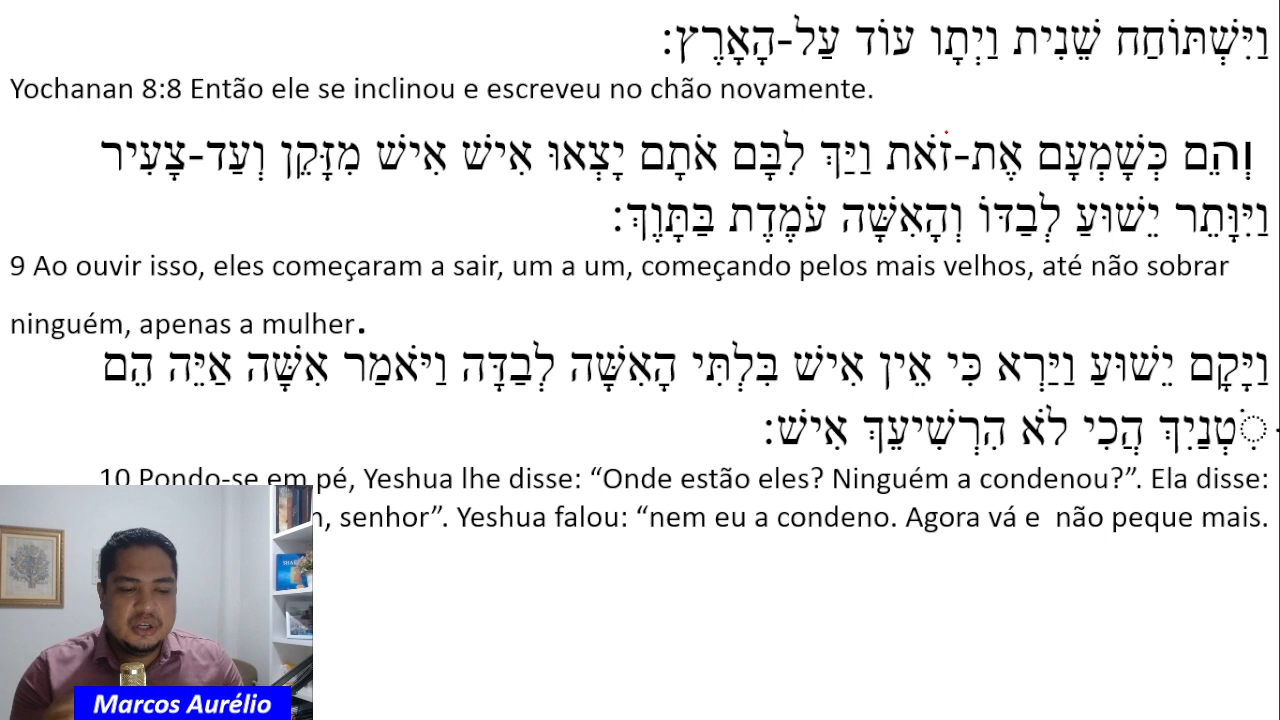 וַיִּשְׁתּוֹחַח שֵׁנִית וַיְתָו עוֹד עַל-הָאָרֶץ:
Yochanan 8:8 Então ele se inclinou e escreveu no chão novamente.
וְהֵם כְּשָׁמְעָם אֶת-זֹאת וַיַּךְ לִבָּם אֹתָם יָצְאוּ אִישׁ אִישׁ מִזָּקֵן וְעַד-צָעִיר
וַיִּוָּתֵר יֵשׁוּעַ לְבַדּוֹ וְהָאִשָּׁה עֹמֶדֶת בַּתָּוֶךְ:
9 Ao ouvir isso, eles começaram a sair, um a um, começando pelos mais velhos, até não sobrar
ninguém, apenas a mulher.
וַיָּקָם יֵשׁוּעַ וַיַּרְא כִּי אֵין אִישׁ בִּלְתִּי הָאִשָּׁה לְבַדָּהּ וַיֹּאמַר אִשָּׁה אַיֵּה הֵם
שֹׂטְנַיִךְ הֲכִי לֹא הִרְשִׁיעֵךְ אִישׁ:
10 Pondo-se em pé, Yeshua lhe disse: “Onde estão eles? Ninguém a condenou?”. Ela disse:
senhor”. Yeshua falou: “nem eu a condeno. Agora vá e não peque mais.
Marcos Aurélio